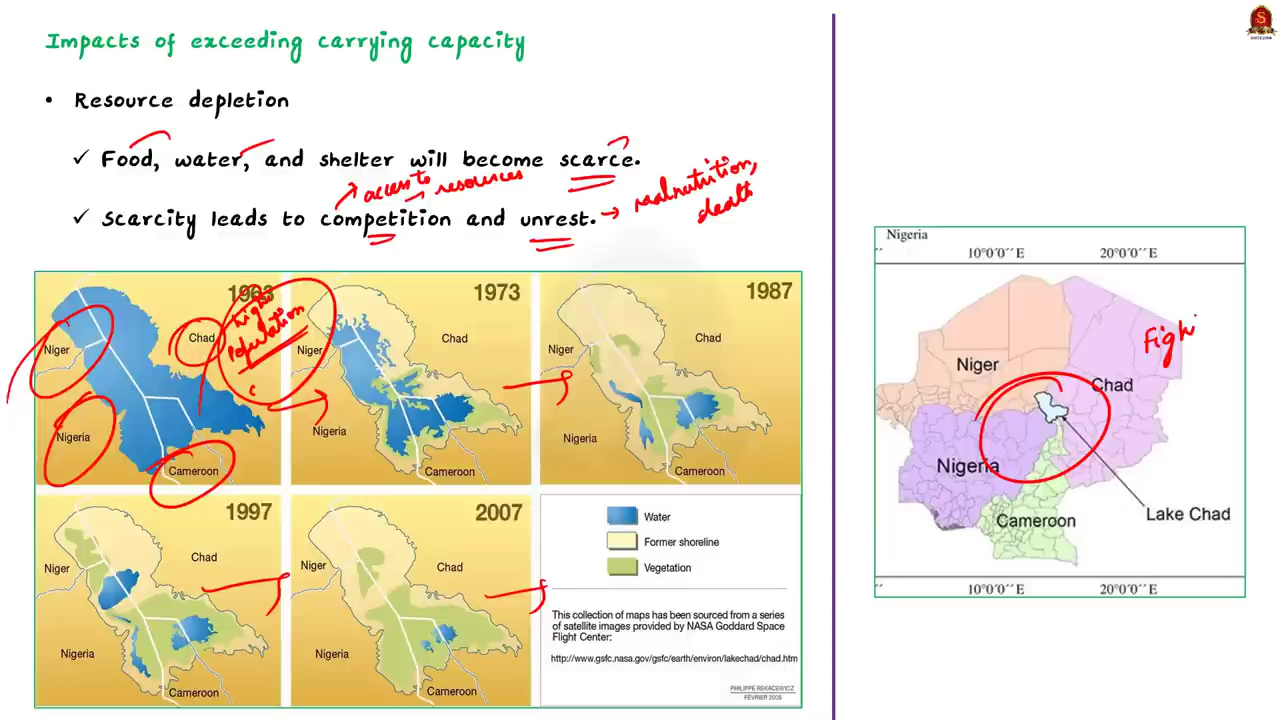 Impacts of exceeding carrying capacity
• Resource depletion
✓ Food, water, and shelter will become scarce.
access to resources
✓ Scarcity leads to competition and unrest. → malnutrition,
death
1963
Niger
Chad
Nigeria
Cameroon
high
population
1973
Niger
Chad
Nigeria
Cameroon
1987
Niger
Chad
Nigeria
Cameroon
1997
Niger
Chad
Nigeria
Cameroon
2007
Niger
Chad
Nigeria
Cameroon
Water
Former shoreline
Vegetation
This collection of maps has been sourced from a series
of satellite images provided by NASA Goddard Space
Flight Center:
http://www.gsfc.nasa.gov/gsfc/earth/environ/lakechad/chad.htm
PHILIPPE REKACEWICZ
Nigeria
10°0'0''E 20°0'0''E
Niger
Chad
Fighi
Nigeria
Cameroon
Lake Chad
10°0'0''E 20°0'0''E